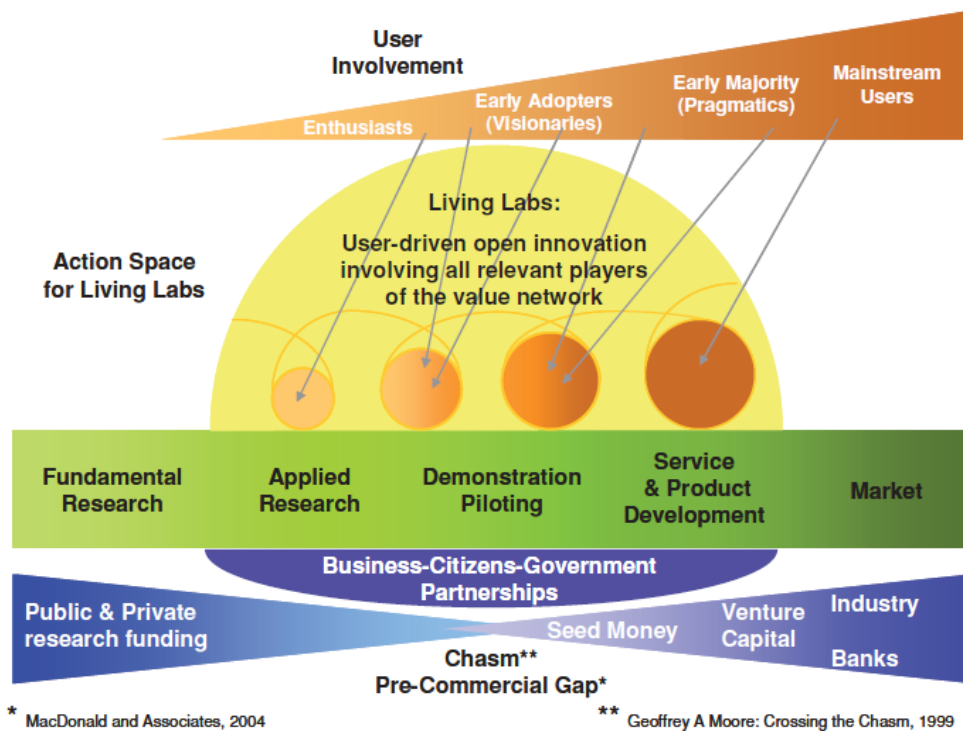 User
Involvement
Enthusiasts
Early Adopters
(Visionaries)
Early Majority
(Pragmatics)
Mainstream
Users
Living Labs:
User-driven open innovation
involving all relevant players
of the value network
Action Space
for Living Labs
Fundamental
Research
Applied
Research
Demonstration
Piloting
Service
& Product
Development
Market
Business-Citizens-Government
Partnerships
Public & Private
research funding
Seed Money
Venture
Capital
Industry
Banks
Chasm**
Pre-Commercial Gap*
* MacDonald and Associates, 2004
** Geoffrey A Moore: Crossing the Chasm, 1999